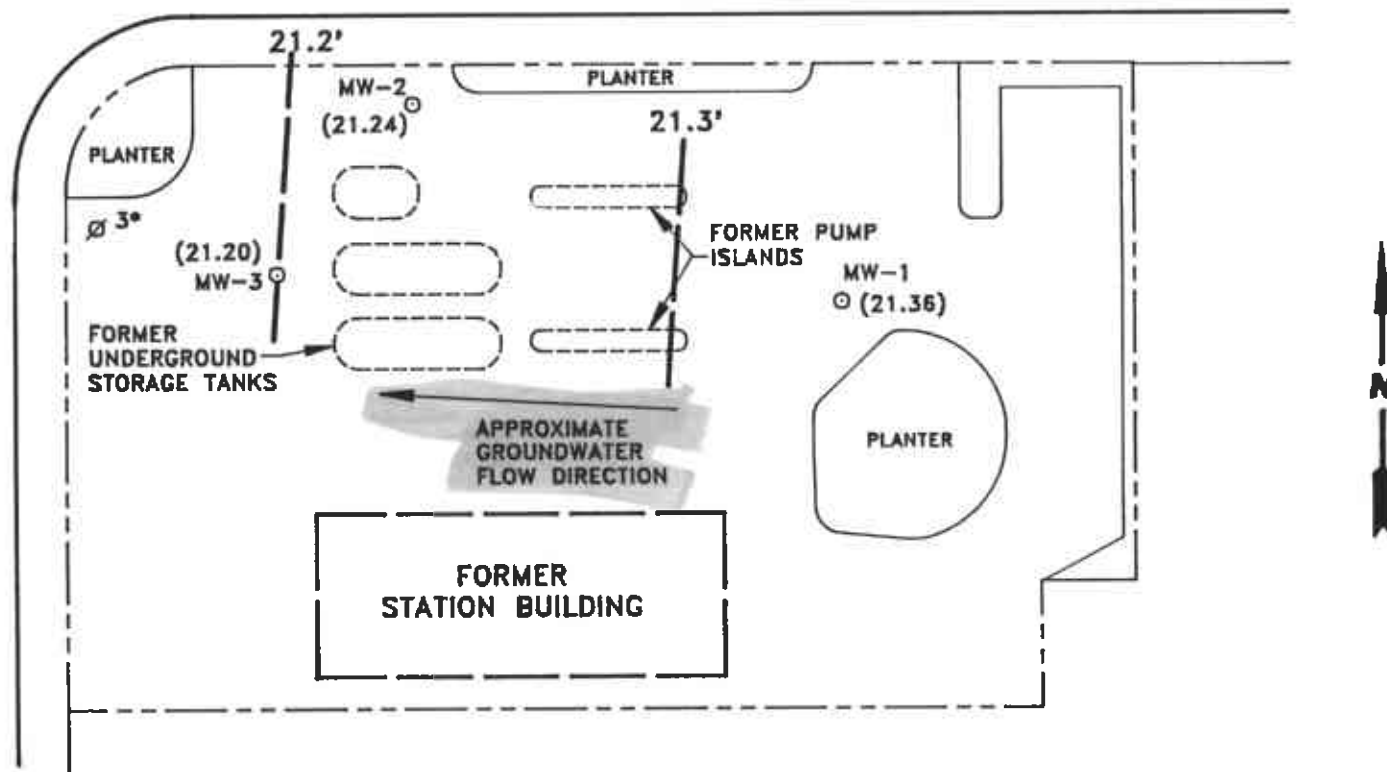 21.2'
MW-2
(21.24)
PLANTER
21.3'
PLANTER
3"
(21.20)
MW-3
FORMER PUMP
ISLANDS
MW-1
(21.36)
FORMER
UNDERGROUND
STORAGE TANKS
APPROXIMATE
GROUNDWATER
FLOW DIRECTION
PLANTER
N
FORMER
STATION BUILDING